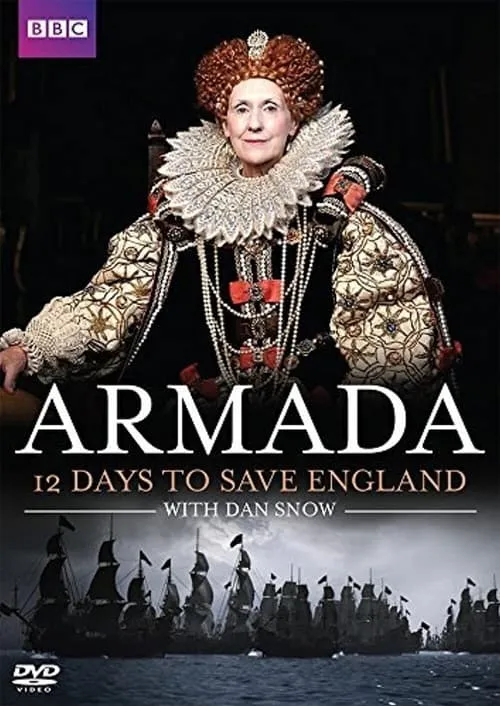 BBC
ARMADA
12 DAYS TO SAVE ENGLAND
WITH DAN SNOW
DVD
VIDEO